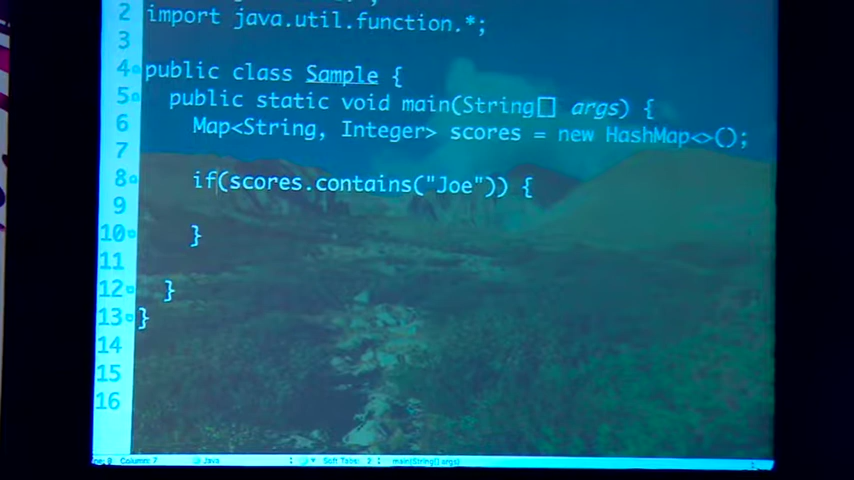 2 import java.util.function.*;
3
4 public class Sample {
5 public static void main(String[] args) {
6 Map<String, Integer> scores = new HashMap<>();
7
8 if(scores.contains("Joe")) {
9
10 }
11
12 }
13 }
14
15
16
Column: 7 Java Soft Tabs: 2 main(String[] args)